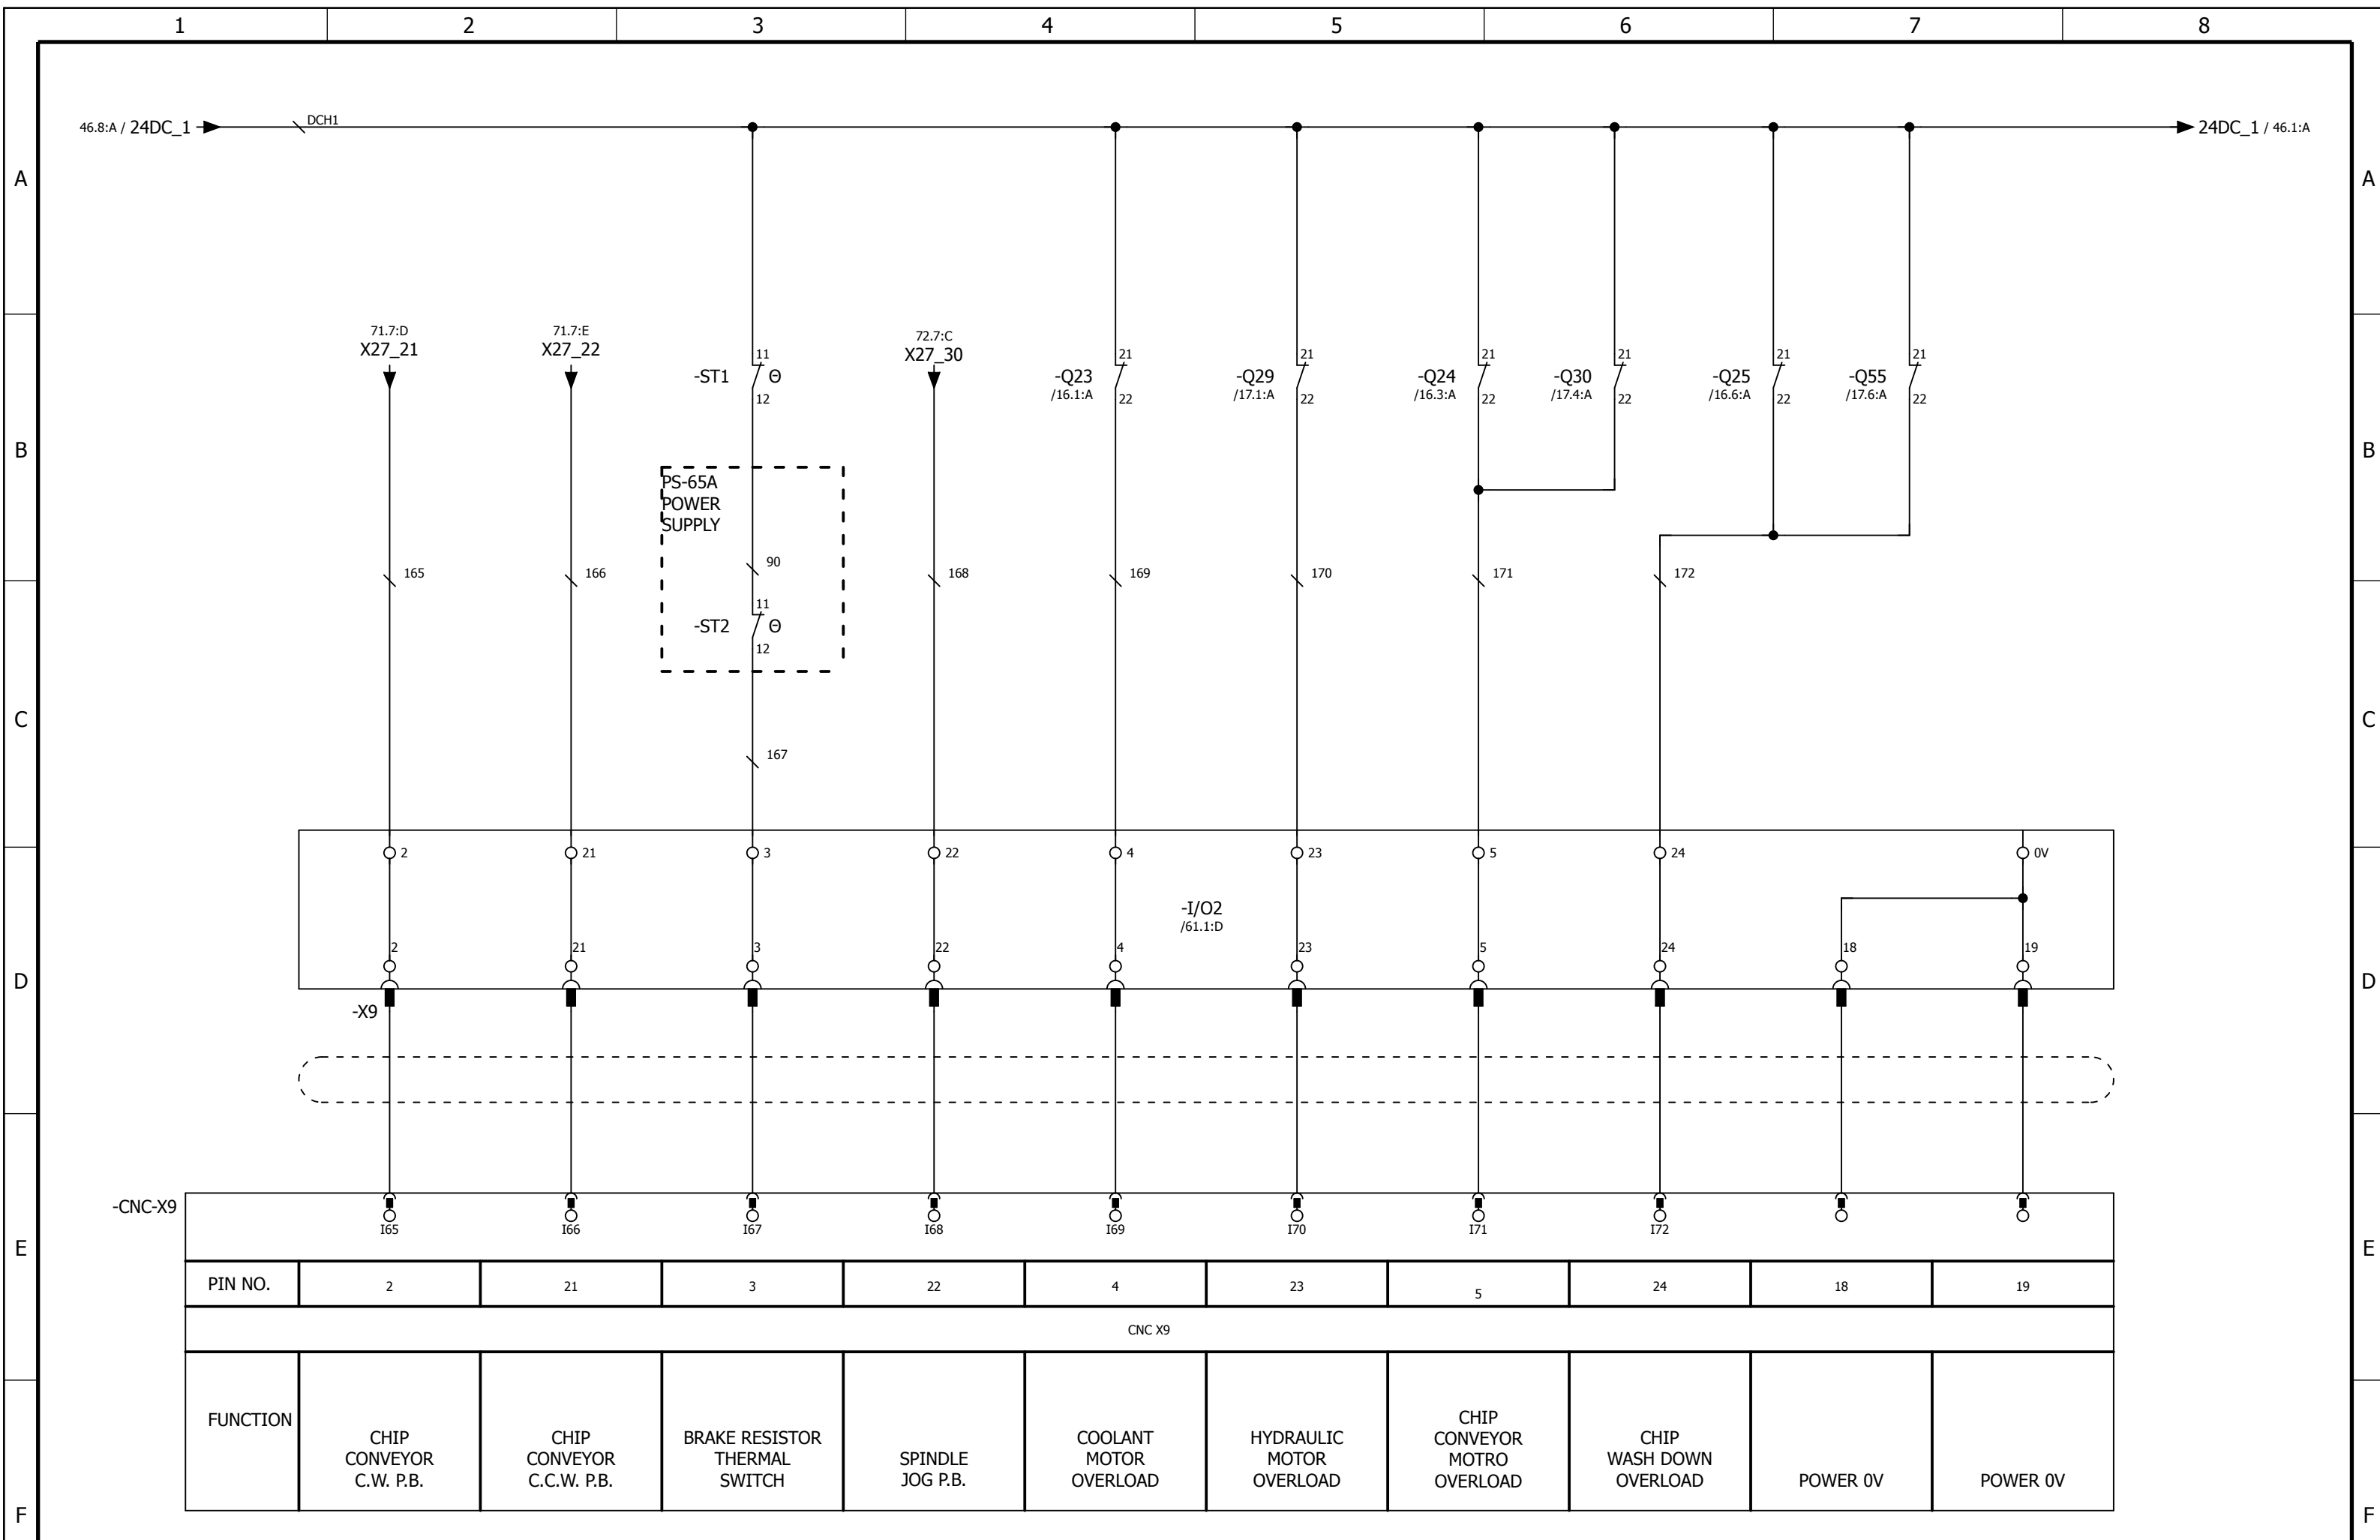 1 2 3 4 5 6 7 8
46.8:A / 24DC_1
DCH1
24DC_1 / 46.1:A
A A
71.7:D
X27_21
71.7:E
X27_22
72.7:C
X27_30
11 21 21 21 21 21 21
-ST1 Θ
-Q23
/16.1:A
-Q29
/17.1:A
-Q24
/16.3:A
-Q30
/17.4:A
-Q25
/16.6:A
-Q55
/17.6:A
12 22 22 22 22 22 22
B B
PS-65A
POWER
SUPPLY
90
165 166 168 169 170 171 172
11
-ST2 Θ
12
C C
167
2 21 3 22 4 23 5 24 0V
-I/O2
/61.1:D
2 21 3 22 4 23 5 24 18 19
D D
-X9
-CNC-X9
I65 I66 I67 I68 I69 I70 I71 I72
E E
PIN NO. 2 21 3 22 4 23 5 24 18 19
CNC X9
FUNCTION
CHIP
CONVEYOR
C.W. P.B.
CHIP
CONVEYOR
C.C.W. P.B.
BRAKE RESISTOR
THERMAL
SWITCH
SPINDLE
JOG P.B.
COOLANT
MOTOR
OVERLOAD
HYDRAULIC
MOTOR
OVERLOAD
CHIP
CONVEYOR
MOTRO
OVERLOAD
CHIP
WASH DOWN
OVERLOAD
POWER 0V
POWER 0V
F F